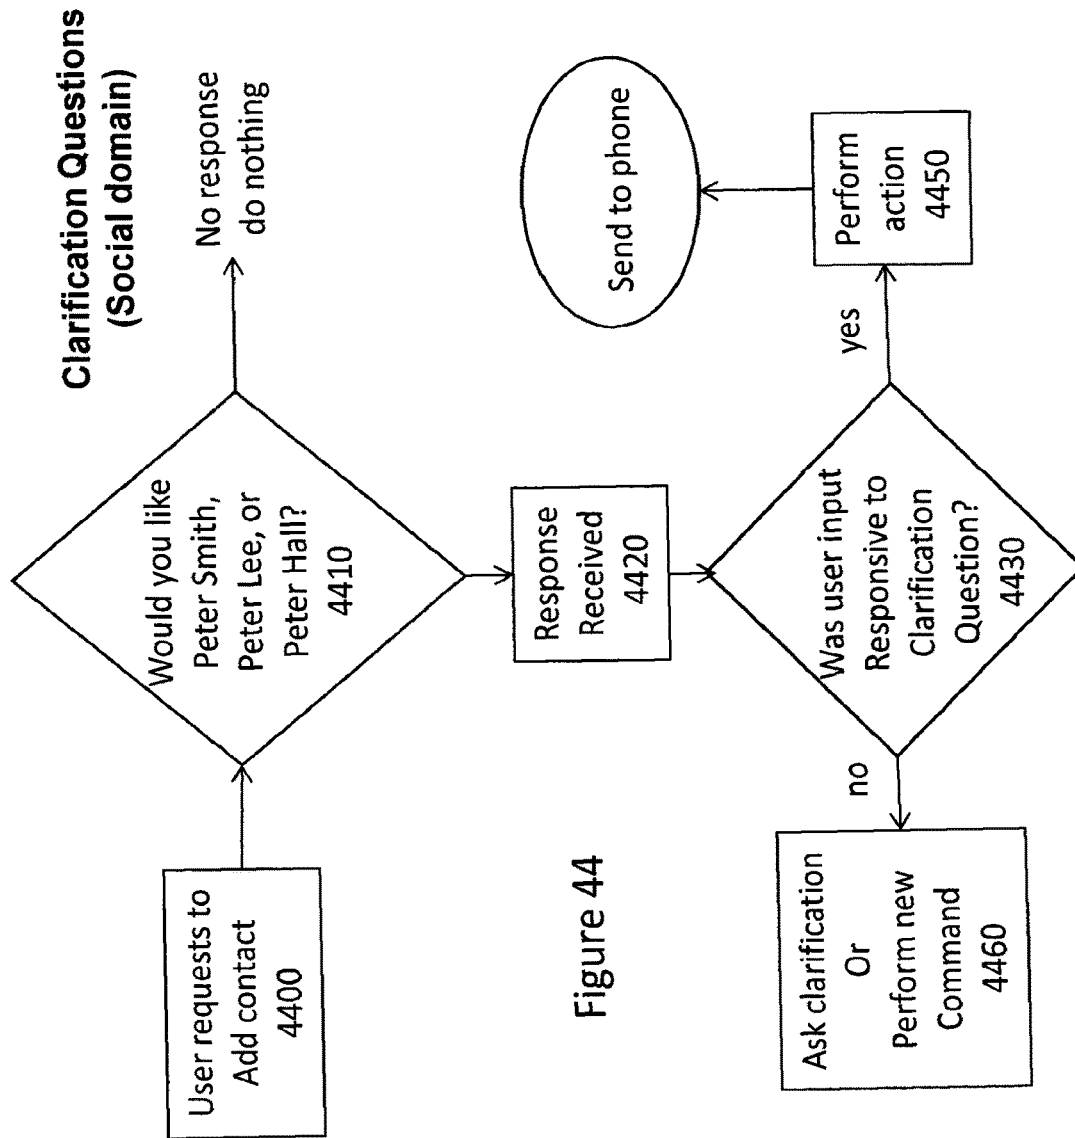 Clarification Questions
(Social domain)
User requests to
Add contact
4400
Would you like
Peter Smith,
Peter Lee, or
Peter Hall?
4410
No response
do nothing
Response
Received
4420
Was user input
Responsive to
Clarification
Question?
4430
no
Ask clarification
Or
Perform new
Command
4460
yes
Perform
action
4450
Send to phone
Figure 44